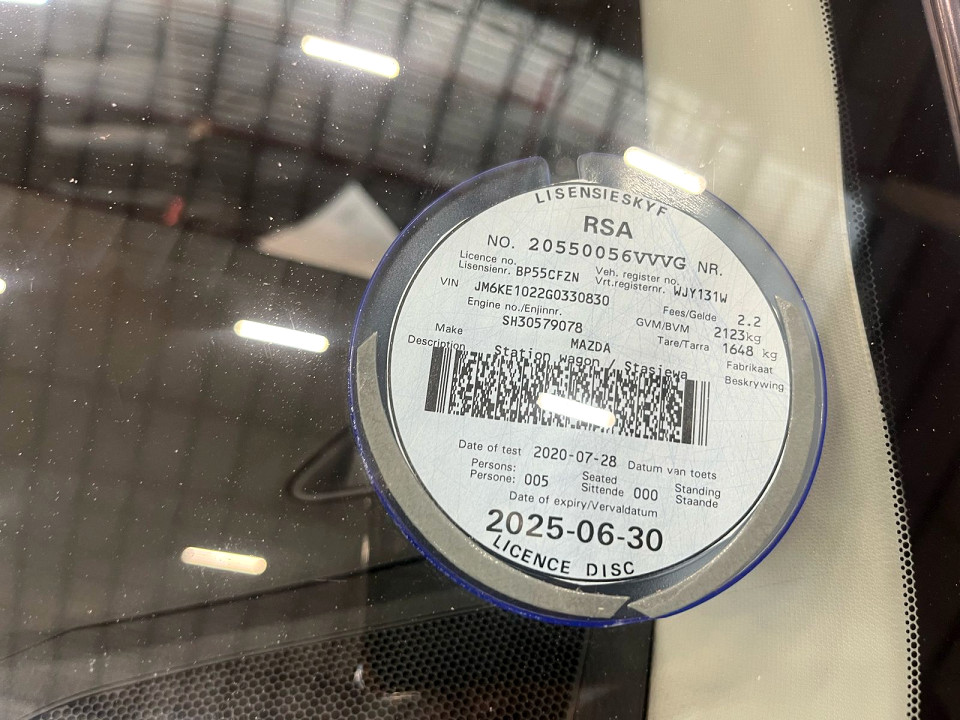 LISENSIESKYF
RSA
NO. 20550056VVVG NR.
Licence no. Veh. register no.
Lisensienr. BP55CFZN Vrt.registernr. WJY131W
VIN JM6KE1022G0330830 Fees/Gelde 2.2
Engine no./Enjinnr. GVM/BVM 2123kg
SH30579078 Tare/Tarra 1648 kg
Make MAZDA Fabrikaat
Description Station wagon / Stasiewa Beskrywing
Date of test 2020-07-28 Datum van toets
Persons: Seated Standing
Persone: 005 Sittende 000 Staande
Date of expiry/Vervaldatum
2025-06-30
LICENCE DISC